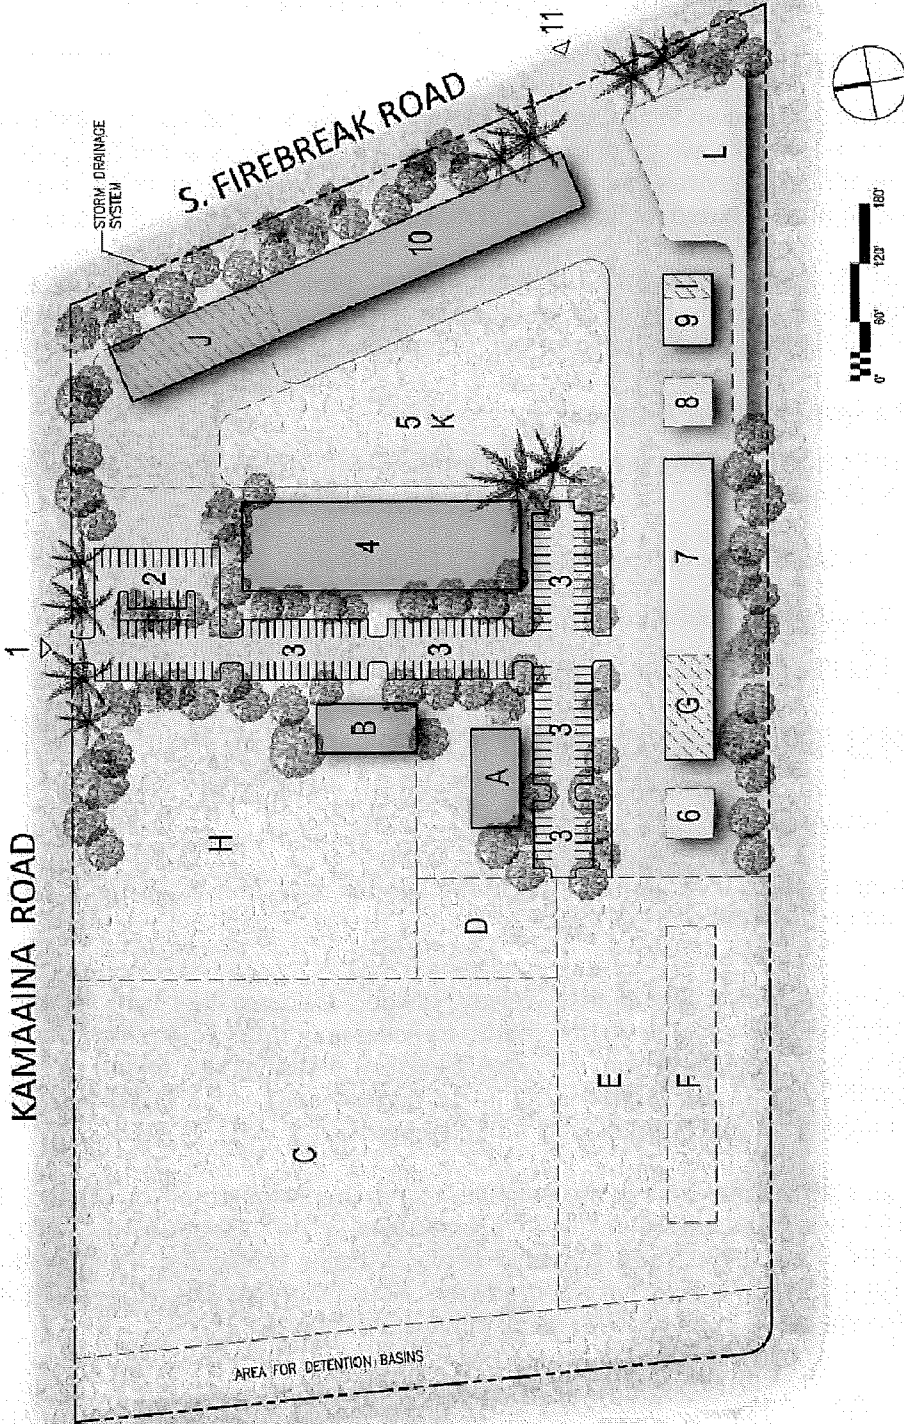 KAMAAINA ROAD
1
11
STORM DRAINAGE
SYSTEM
S. FIREBREAK ROAD
2
J
10
L
H
B
3
3
4
5
K
I
9
8
C
D
A
3
3
3
7
G
6
E
F
AREA FOR DETENTION BASINS
0' 60' 120' 180'